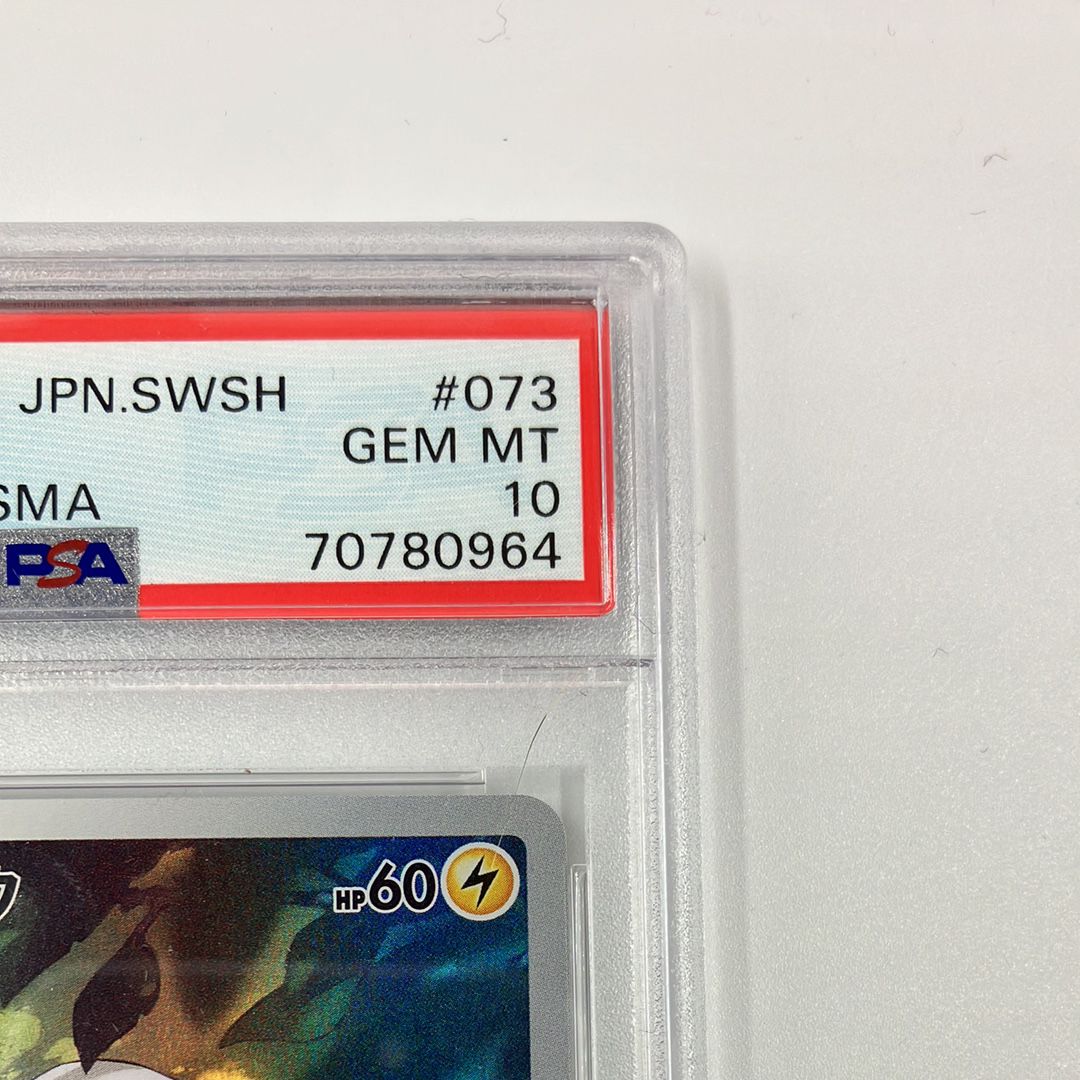 JPN.SWSH #073
GEM MT
SMA 10
PSA 70780964
HP60